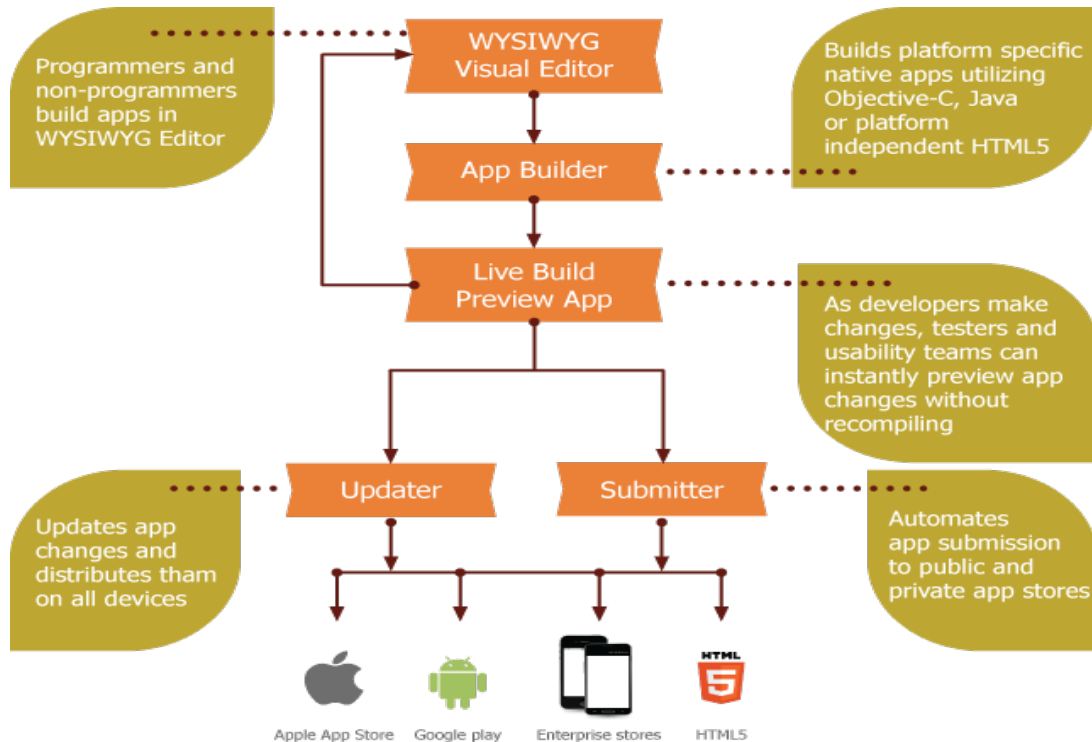 WYSIWYG
Visual Editor
Programmers and
non-programmers
build apps in
WYSIWYG Editor
Builds platform specific
native apps utilizing
Objective-C, Java
or platform
independent HTML5
App Builder
Live Build
Preview App
As developers make
changes, testers and
usability teams can
instantly preview app
changes without
recompiling
Updater
Submitter
Updates app
changes and
distributes tham
on all devices
Automates
app submission
to public and
private app stores
HTML
5
Apple App Store
Google play
Enterprise stores
HTML5